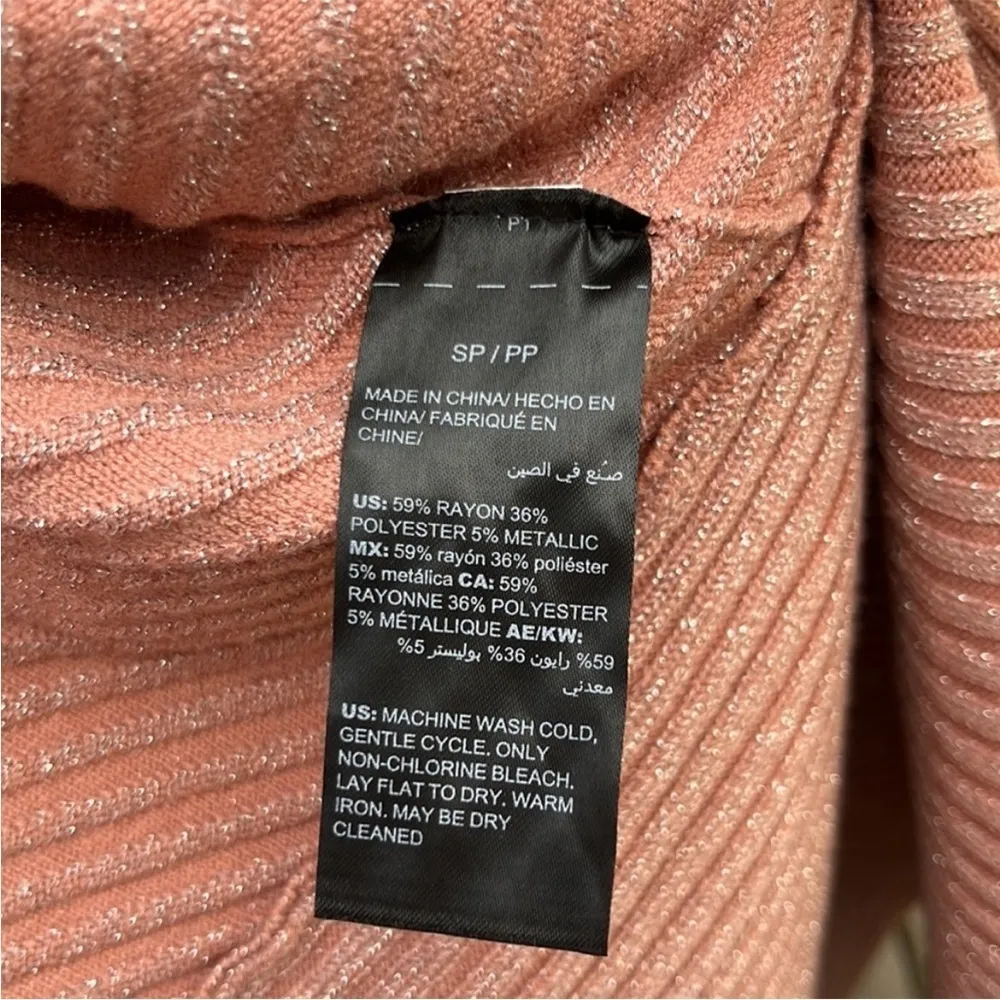 SP / PP
MADE IN CHINA/ HECHO EN
CHINA/ FABRIQUÉ EN
CHINE/
صنع في الصين
US: 59% RAYON 36%
POLYESTER 5% METALLIC
MX: 59% rayón 36% poliéster
5% metálica CA: 59%
RAYONNE 36% POLYESTER
5% MÉTALLIQUE AE/KW:
59% رايون 36% بوليستر 5%
معدني
US: MACHINE WASH COLD,
GENTLE CYCLE. ONLY
NON-CHLORINE BLEACH.
LAY FLAT TO DRY. WARM
IRON. MAY BE DRY
CLEANED